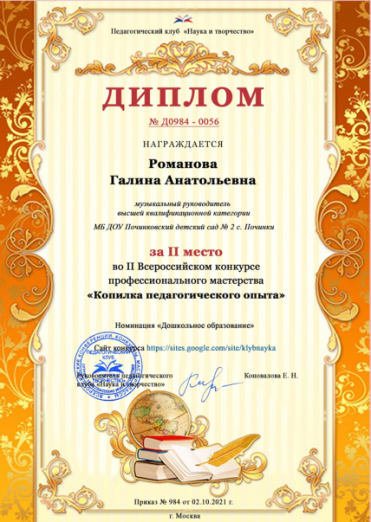 Педагогический клуб «Наука и творчество»
ДИПЛОМ
№ Д0984 - 0056
НАГРАЖДАЕТСЯ
Романова
Галина Анатольевна
музыкальный руководитель
высшей квалификационной категории
МБ ДОУ Починковский детский сад № 2 с. Починки
за II место
во II Всероссийском конкурсе
профессионального мастерства
«Копилка педагогического опыта»
Номинация «Дошкольное образование»
Сайт конкурса https://sites.google.com/site/klybnayka
Руководитель педагогического
клуба «Наука и творчество»
Коновалова Е. Н.
Приказ № 984 от 02.10.2021 г.
г. Москва